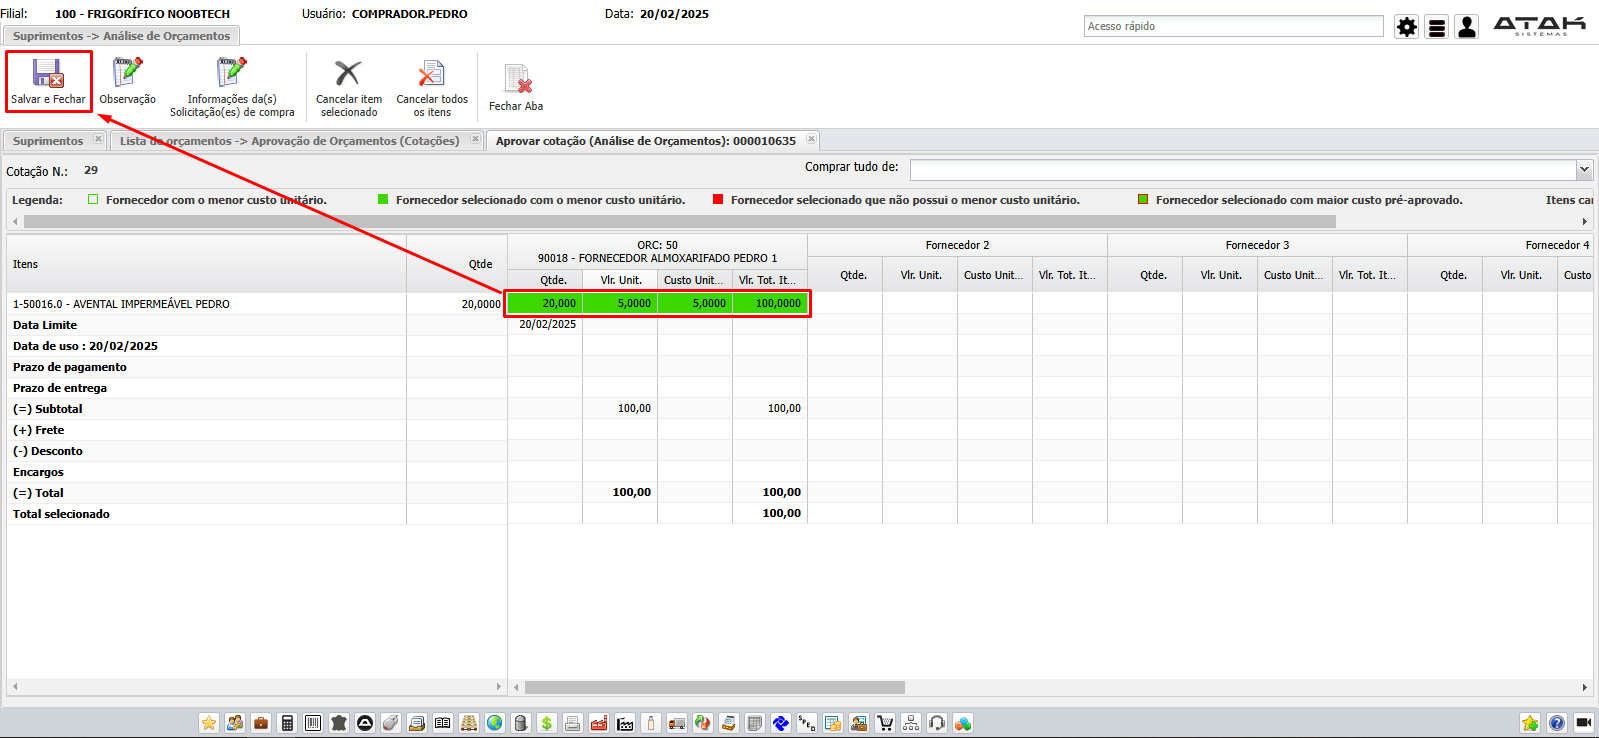 Filial: 100 - FRIGORÍFICO NOOBTECH Usuário: COMPRADOR.PEDRO Data: 20/02/2025
Acesso rápido
ATAK
SISTEMAS
Suprimentos -> Análise de Orçamentos
Salvar e Fechar
Observação
Informações da(s)
Solicitação(es) de compra
Cancelar item
selecionado
Cancelar todos
os itens
Fechar Aba
Suprimentos
Lista de orçamentos -> Aprovação de Orçamentos (Cotações)
Aprovar cotação (Análise de Orçamentos): 000010635
Cotação N.: 29
Comprar tudo de:
Legenda: Fornecedor com o menor custo unitário. Fornecedor selecionado com o menor custo unitário. Fornecedor selecionado que não possui o menor custo unitário. Fornecedor selecionado com maior custo pré-aprovado. Itens car
Itens Qtde
ORC: 50
90018 - FORNECEDOR ALMOXARIFADO PEDRO 1
Fornecedor 2 Fornecedor 3 Fornecedor 4
Qtde. Vlr. Unit. Custo Unit... Vlr. Tot. It... Qtde. Vlr. Unit. Custo Unit... Vlr. Tot. It... Qtde. Vlr. Unit. Custo Unit... Vlr. Tot. It... Qtde. Vlr. Unit. Custo
1-50016.0 - AVENTAL IMPERMEÁVEL PEDRO 20,0000 20,000 5,0000 5,0000 100,0000
Data Limite 20/02/2025
Data de uso : 20/02/2025
Prazo de pagamento
Prazo de entrega
(=) Subtotal 100,00 100,00
(+) Frete
(-) Desconto
Encargos
(=) Total 100,00 100,00
Total selecionado 100,00
SPED